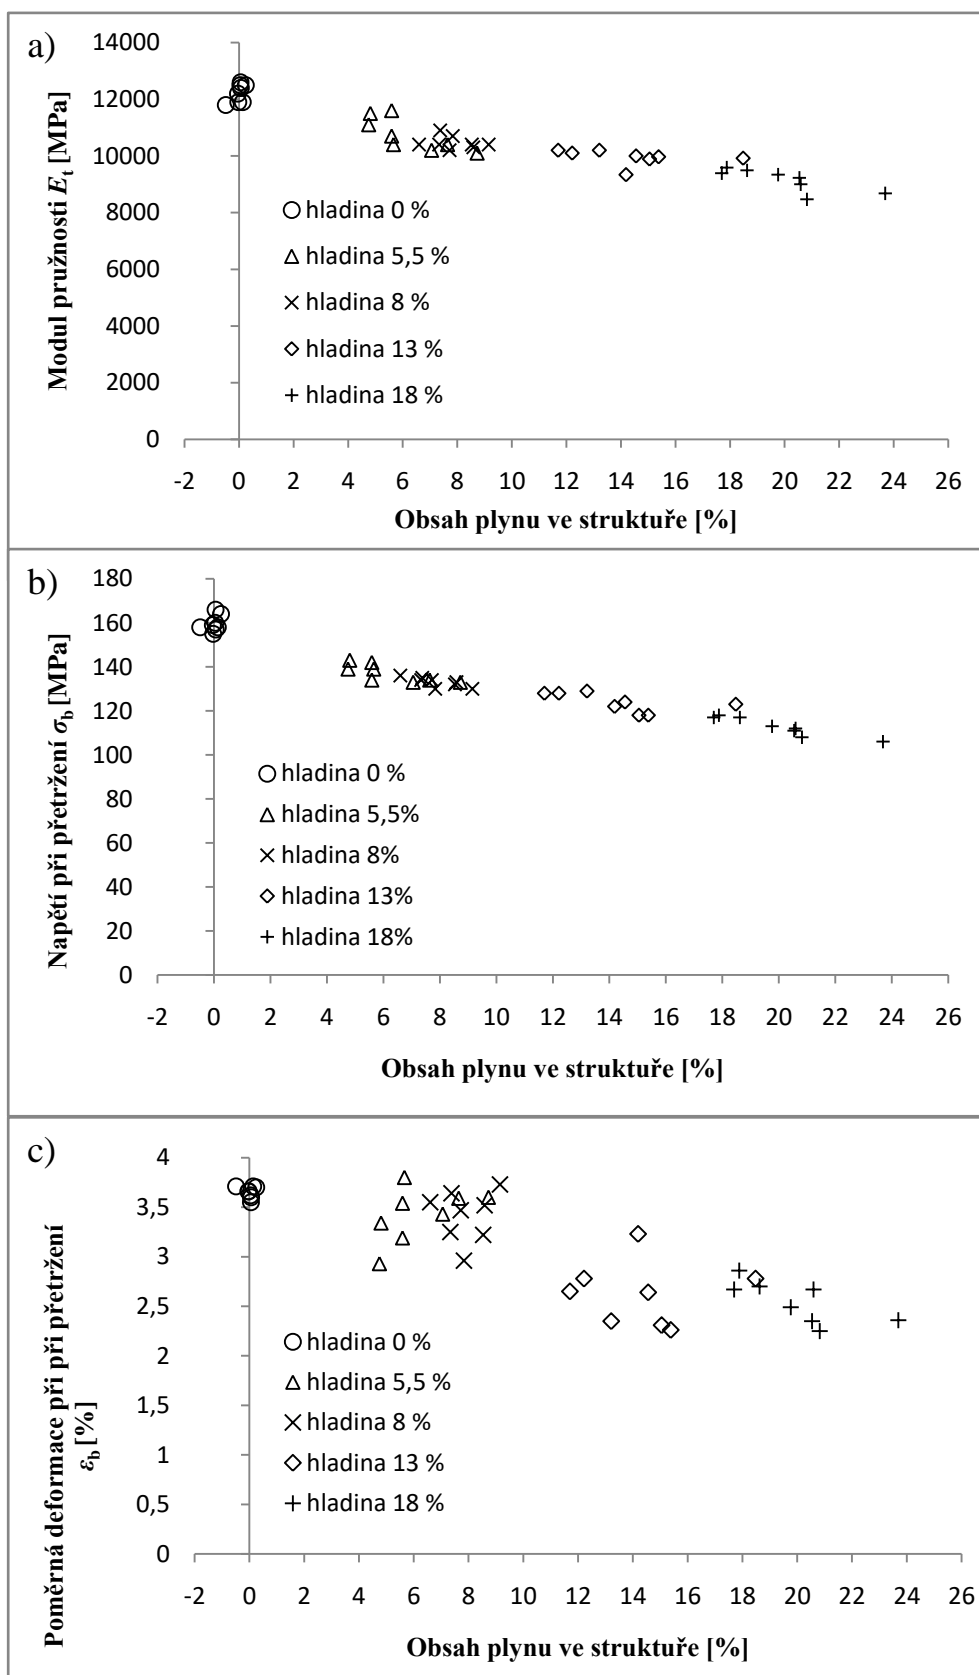 a)
14000
12000
10000
8000
6000
4000
2000
0
Modul pružnosti Et [MPa]
hladina 0 %
hladina 5,5 %
hladina 8 %
hladina 13 %
hladina 18 %
-2 0 2 4 6 8 10 12 14 16 18 20 22 24 26
Obsah plynu ve struktuře [%]
b)
180
160
140
120
100
80
60
40
20
0
Napětí při přetržení σb [MPa]
hladina 0 %
hladina 5,5%
hladina 8%
hladina 13%
hladina 18%
-2 0 2 4 6 8 10 12 14 16 18 20 22 24 26
Obsah plynu ve struktuře [%]
c)
4
3,5
3
2,5
2
1,5
1
0,5
0
Poměrná deformace při při přetržení
εb [%]
hladina 0 %
hladina 5,5 %
hladina 8 %
hladina 13 %
hladina 18 %
-2 0 2 4 6 8 10 12 14 16 18 20 22 24 26
Obsah plynu ve struktuře [%]